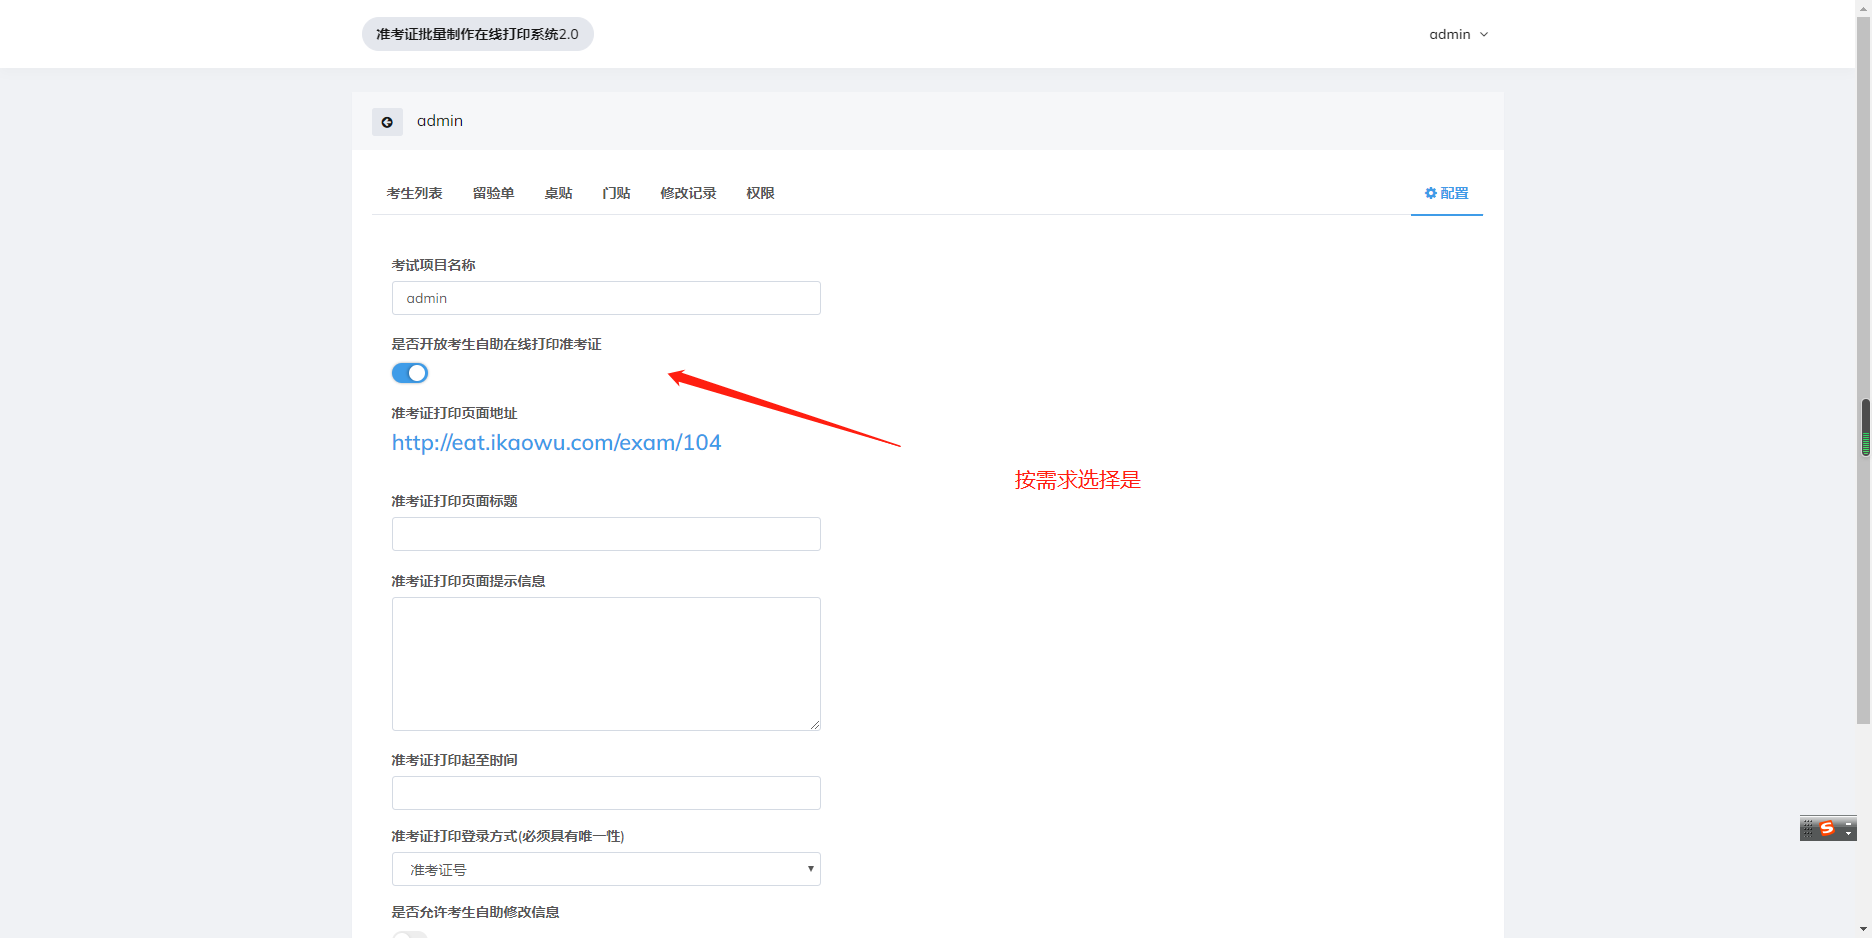 准考证批量制作在线打印系统2.0
admin
admin
考生列表 留验单 桌贴 门贴 修改记录 权限 配置
考试项目名称
admin
是否开放考生自助在线打印准考证
准考证打印页面地址
http://eat.ikaowu.com/exam/104
按需求选择是
准考证打印页面标题
准考证打印页面提示信息
准考证打印起至时间
准考证打印登录方式(必须具有唯一性)
准考证号
是否允许考生自助修改信息